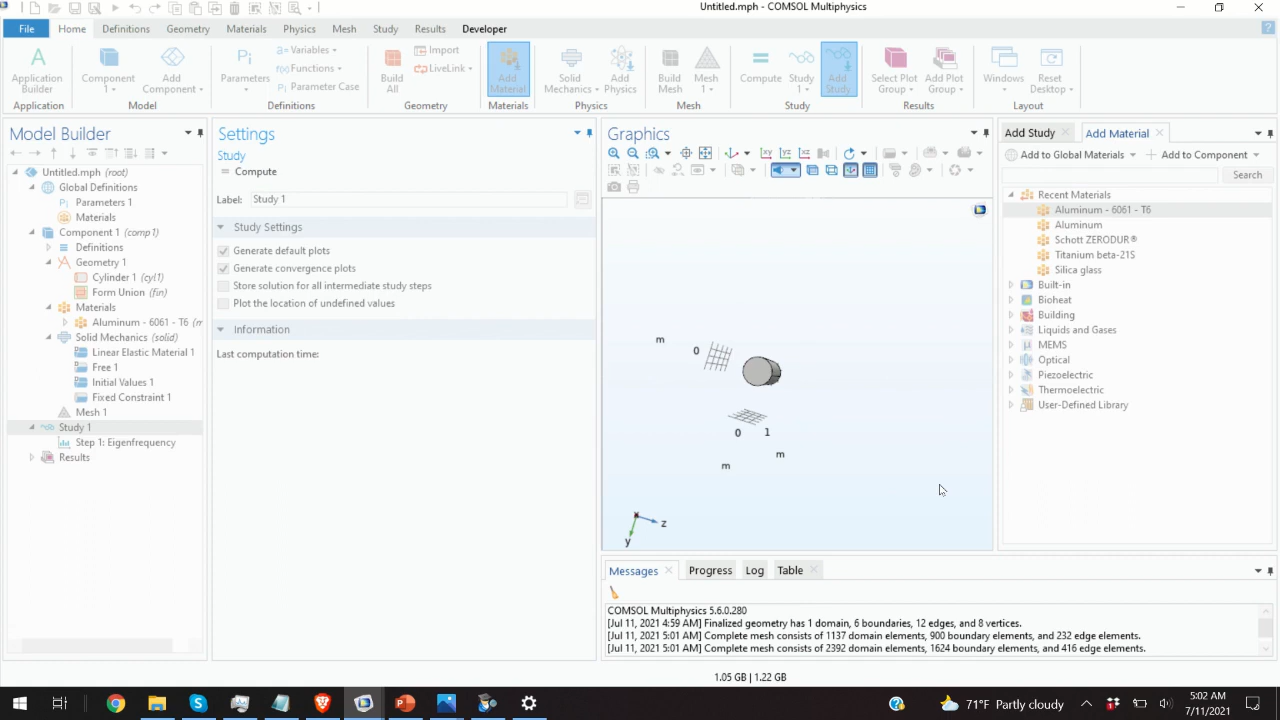 Untitled.mph - COMSOL Multiphysics
File Home Definitions Geometry Materials Physics Mesh Study Results Developer
Application Builder
Component 1
Add Component
Parameters
Variables
Functions
Parameter Case
Build All
Import
LiveLink
Add Material
Solid Mechanics
Add Physics
Build Mesh
Mesh 1
Compute
Study 1
Add Study
Select Plot Group
Add Plot Group
Windows
Reset Desktop
Application Model Definitions Geometry Materials Physics Mesh Study Results Layout
Model Builder
Untitled.mph (root)
Global Definitions
Parameters 1
Materials
Component 1 (comp1)
Definitions
Geometry 1
Cylinder 1 (cyl1)
Form Union (fin)
Materials
Aluminum - 6061 - T6 (m
Solid Mechanics (solid)
Linear Elastic Material 1
Free 1
Initial Values 1
Fixed Constraint 1
Mesh 1
Study 1
Step 1: Eigenfrequency
Results
Settings
Study
= Compute
Label: Study 1
Study Settings
Generate default plots
Generate convergence plots
Store solution for all intermediate study steps
Plot the location of undefined values
Information
Last computation time:
Graphics
m
0
0 1
m
m
z
y
Add Study Add Material
Add to Global Materials + Add to Component
Search
Recent Materials
Aluminum - 6061 - T6
Aluminum
Schott ZERODUR®
Titanium beta-21S
Silica glass
Built-in
Bioheat
Building
Liquids and Gases
MEMS
Optical
Piezoelectric
Thermoelectric
User-Defined Library
Messages Progress Log Table
COMSOL Multiphysics 5.6.0.280
[Jul 11, 2021 4:59 AM] Finalized geometry has 1 domain, 6 boundaries, 12 edges, and 8 vertices.
[Jul 11, 2021 5:01 AM] Complete mesh consists of 1137 domain elements, 900 boundary elements, and 232 edge elements.
[Jul 11, 2021 5:01 AM] Complete mesh consists of 2392 domain elements, 1624 boundary elements, and 416 edge elements.
1.05 GB | 1.22 GB
71°F Partly cloudy
5:02 AM
7/11/2021